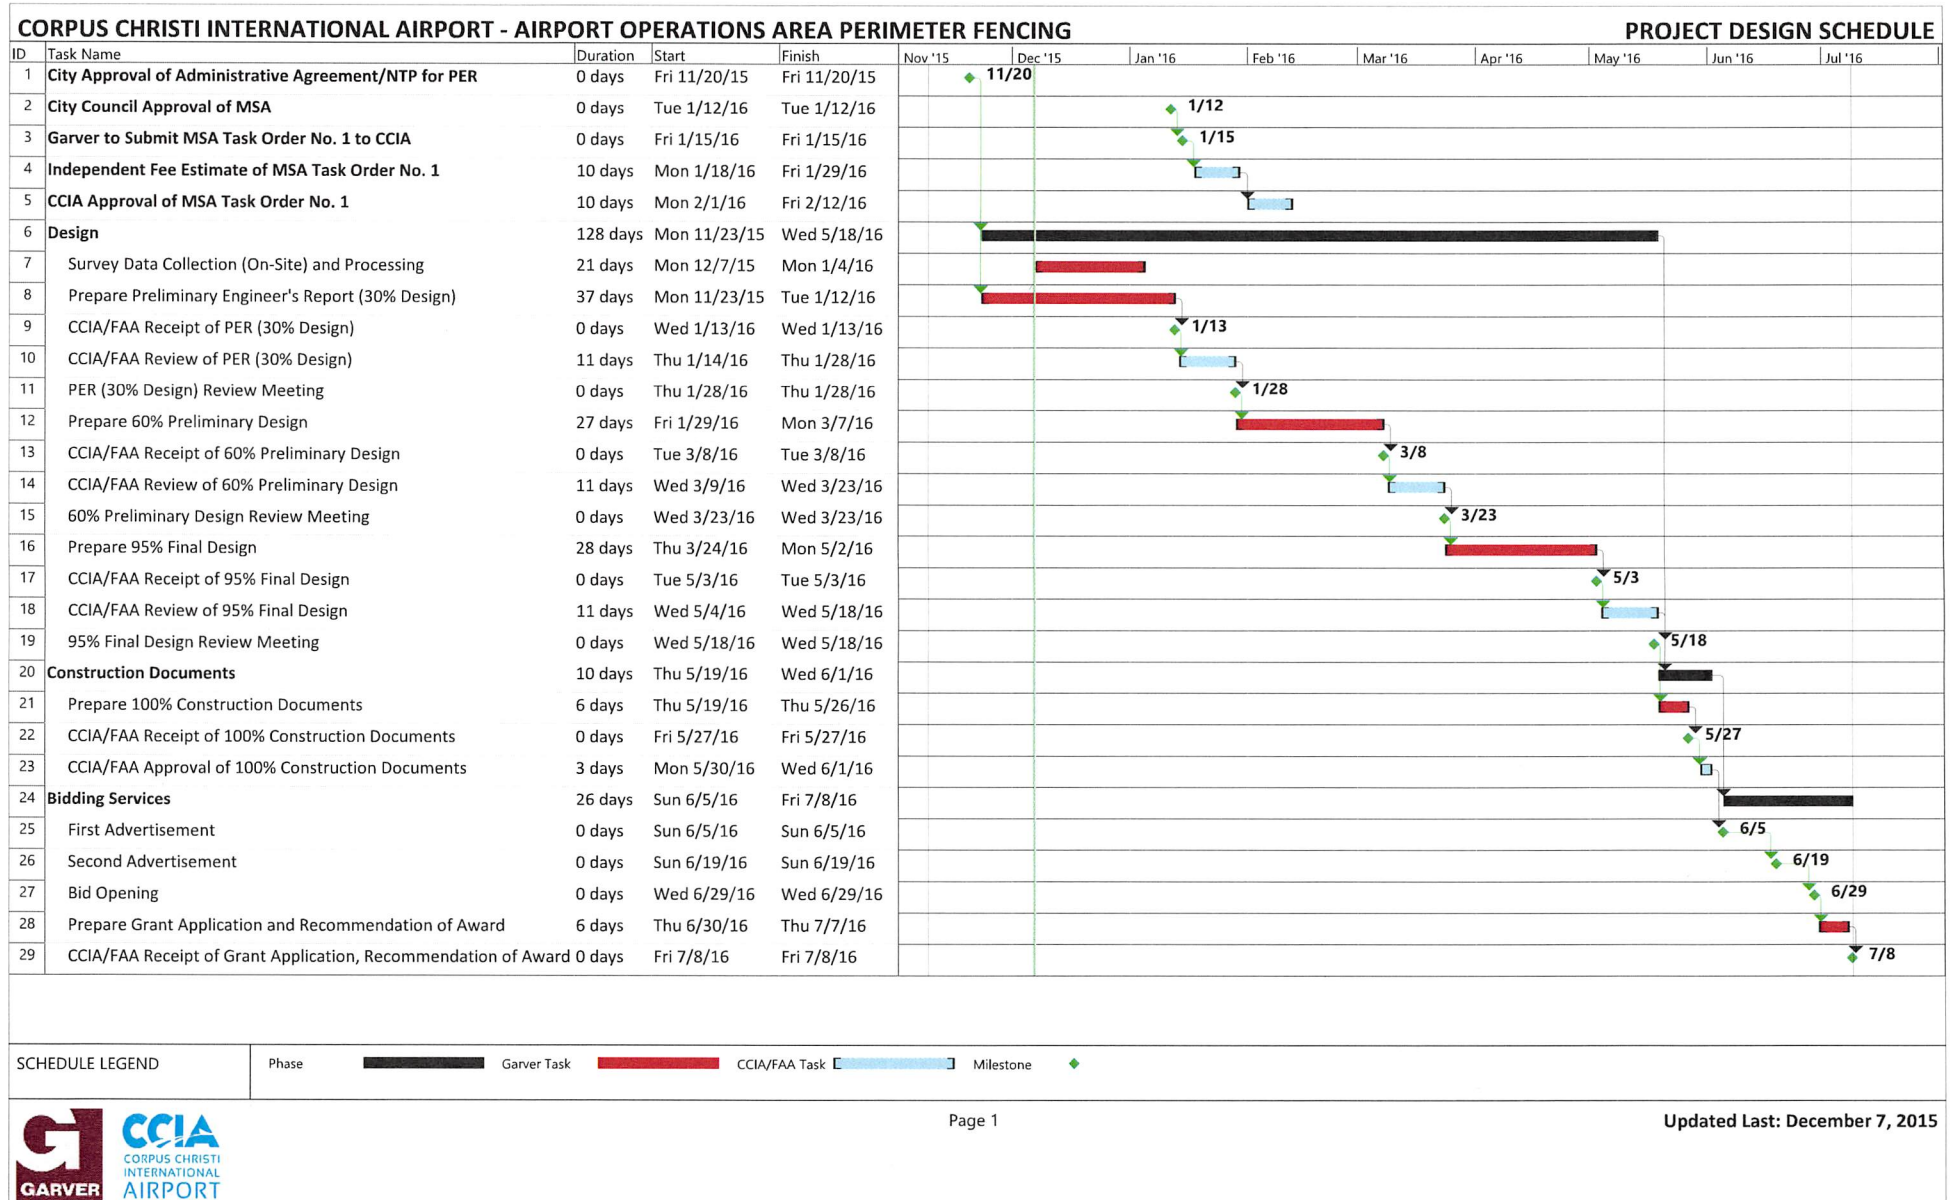 CORPUS CHRISTI INTERNATIONAL AIRPORT - AIRPORT OPERATIONS AREA PERIMETER FENCING PROJECT DESIGN SCHEDULE
ID Task Name Duration Start Finish Nov '15 Dec '15 Jan '16 Feb '16 Mar '16 Apr '16 May '16 Jun '16 Jul '16
1 City Approval of Administrative Agreement/NTP for PER 0 days Fri 11/20/15 Fri 11/20/15 11/20
2 City Council Approval of MSA 0 days Tue 1/12/16 Tue 1/12/16 1/12
3 Garver to Submit MSA Task Order No. 1 to CCIA 0 days Fri 1/15/16 Fri 1/15/16 1/15
4 Independent Fee Estimate of MSA Task Order No. 1 10 days Mon 1/18/16 Fri 1/29/16
5 CCIA Approval of MSA Task Order No. 1 10 days Mon 2/1/16 Fri 2/12/16
6 Design 128 days Mon 11/23/15 Wed 5/18/16
7 Survey Data Collection (On-Site) and Processing 21 days Mon 12/7/15 Mon 1/4/16
8 Prepare Preliminary Engineer's Report (30% Design) 37 days Mon 11/23/15 Tue 1/12/16
9 CCIA/FAA Receipt of PER (30% Design) 0 days Wed 1/13/16 Wed 1/13/16 1/13
10 CCIA/FAA Review of PER (30% Design) 11 days Thu 1/14/16 Thu 1/28/16
11 PER (30% Design) Review Meeting 0 days Thu 1/28/16 Thu 1/28/16 1/28
12 Prepare 60% Preliminary Design 27 days Fri 1/29/16 Mon 3/7/16
13 CCIA/FAA Receipt of 60% Preliminary Design 0 days Tue 3/8/16 Tue 3/8/16 3/8
14 CCIA/FAA Review of 60% Preliminary Design 11 days Wed 3/9/16 Wed 3/23/16
15 60% Preliminary Design Review Meeting 0 days Wed 3/23/16 Wed 3/23/16 3/23
16 Prepare 95% Final Design 28 days Thu 3/24/16 Mon 5/2/16
17 CCIA/FAA Receipt of 95% Final Design 0 days Tue 5/3/16 Tue 5/3/16 5/3
18 CCIA/FAA Review of 95% Final Design 11 days Wed 5/4/16 Wed 5/18/16
19 95% Final Design Review Meeting 0 days Wed 5/18/16 Wed 5/18/16 5/18
20 Construction Documents 10 days Thu 5/19/16 Wed 6/1/16
21 Prepare 100% Construction Documents 6 days Thu 5/19/16 Thu 5/26/16
22 CCIA/FAA Receipt of 100% Construction Documents 0 days Fri 5/27/16 Fri 5/27/16 5/27
23 CCIA/FAA Approval of 100% Construction Documents 3 days Mon 5/30/16 Wed 6/1/16
24 Bidding Services 26 days Sun 6/5/16 Fri 7/8/16
25 First Advertisement 0 days Sun 6/5/16 Sun 6/5/16 6/5
26 Second Advertisement 0 days Sun 6/19/16 Sun 6/19/16 6/19
27 Bid Opening 0 days Wed 6/29/16 Wed 6/29/16 6/29
28 Prepare Grant Application and Recommendation of Award 6 days Thu 6/30/16 Thu 7/7/16
29 CCIA/FAA Receipt of Grant Application, Recommendation of Award 0 days Fri 7/8/16 Fri 7/8/16 7/8
SCHEDULE LEGEND Phase Garver Task CCIA/FAA Task Milestone
Page 1 Updated Last: December 7, 2015
G
GARVER
CCIA
CORPUS CHRISTI
INTERNATIONAL
AIRPORT